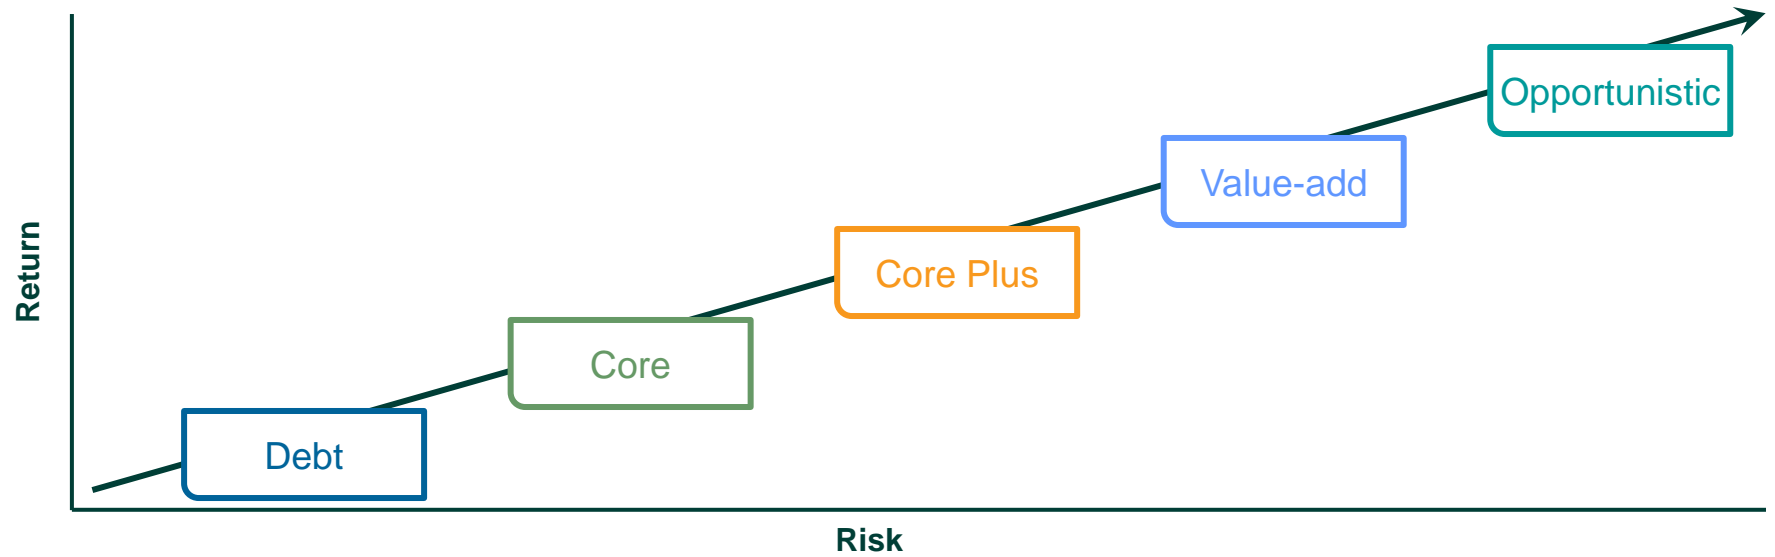 Opportunistic
Value-add
Core Plus
Core
Debt
Return
Risk